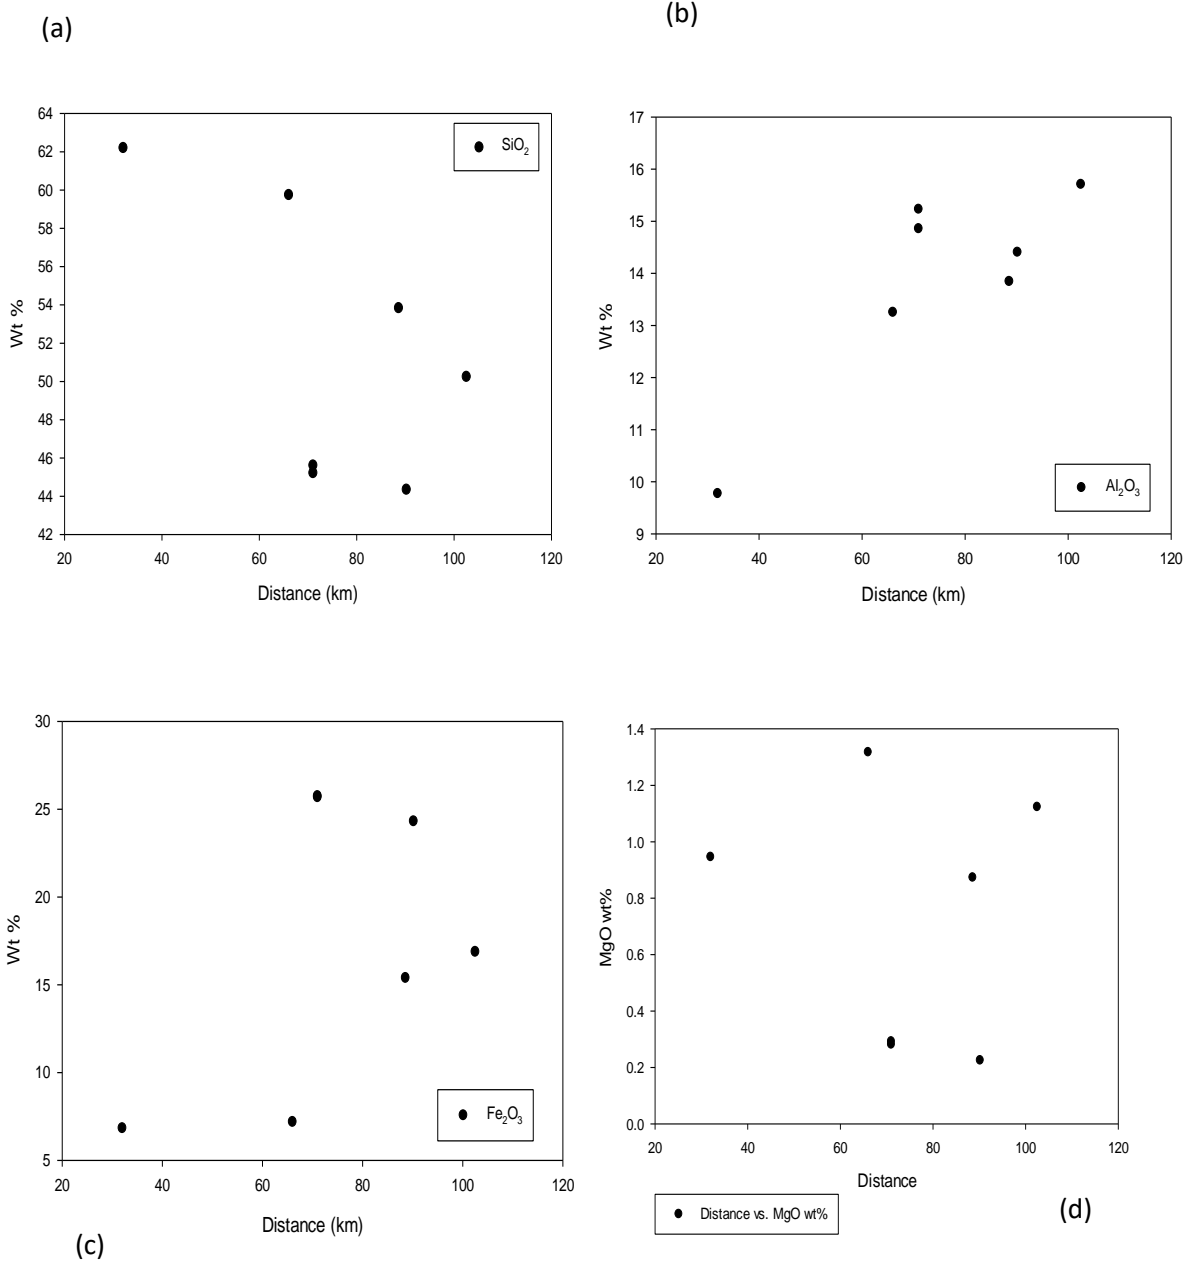 (a)
(b)
64
62
60
58
56
54
52
50
48
46
44
42
Wt %
SiO2
20 40 60 80 100 120
Distance (km)
17
16
15
14
13
12
11
10
9
Wt %
Al2O3
20 40 60 80 100 120
Distance (km)
30
25
20
15
10
5
Wt %
Fe2O3
20 40 60 80 100 120
Distance (km)
(c)
1.4
1.2
1.0
0.8
0.6
0.4
0.2
0.0
MgO wt%
20 40 60 80 100 120
Distance
Distance vs. MgO wt%
(d)